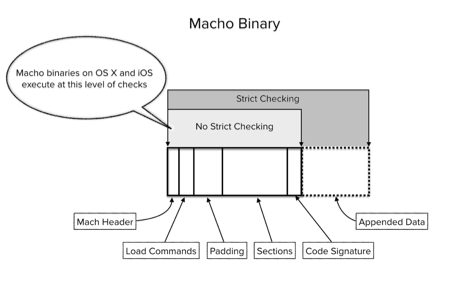 Macho Binary
Macho binaries on OS X and iOS
execute at this level of checks
Strict Checking
No Strict Checking
Mach Header
Appended Data
Load Commands
Padding
Sections
Code Signature